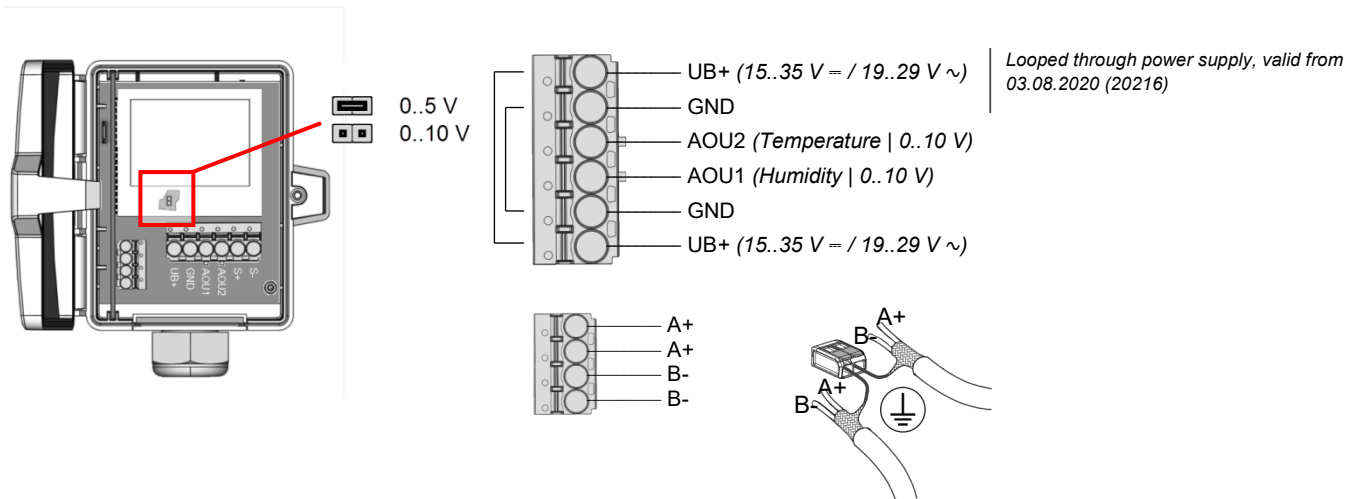 0..5 V
0..10 V
UB+
GND
AOU1
AOU2
S+
S-
UB+ (15..35 V ⎓ / 19..29 V ∿)
GND
AOU2 (Temperature | 0..10 V)
AOU1 (Humidity | 0..10 V)
GND
UB+ (15..35 V ⎓ / 19..29 V ∿)
Looped through power supply, valid from
03.08.2020 (20216)
A+
A+
B-
B-
A+
B-
A+
B-